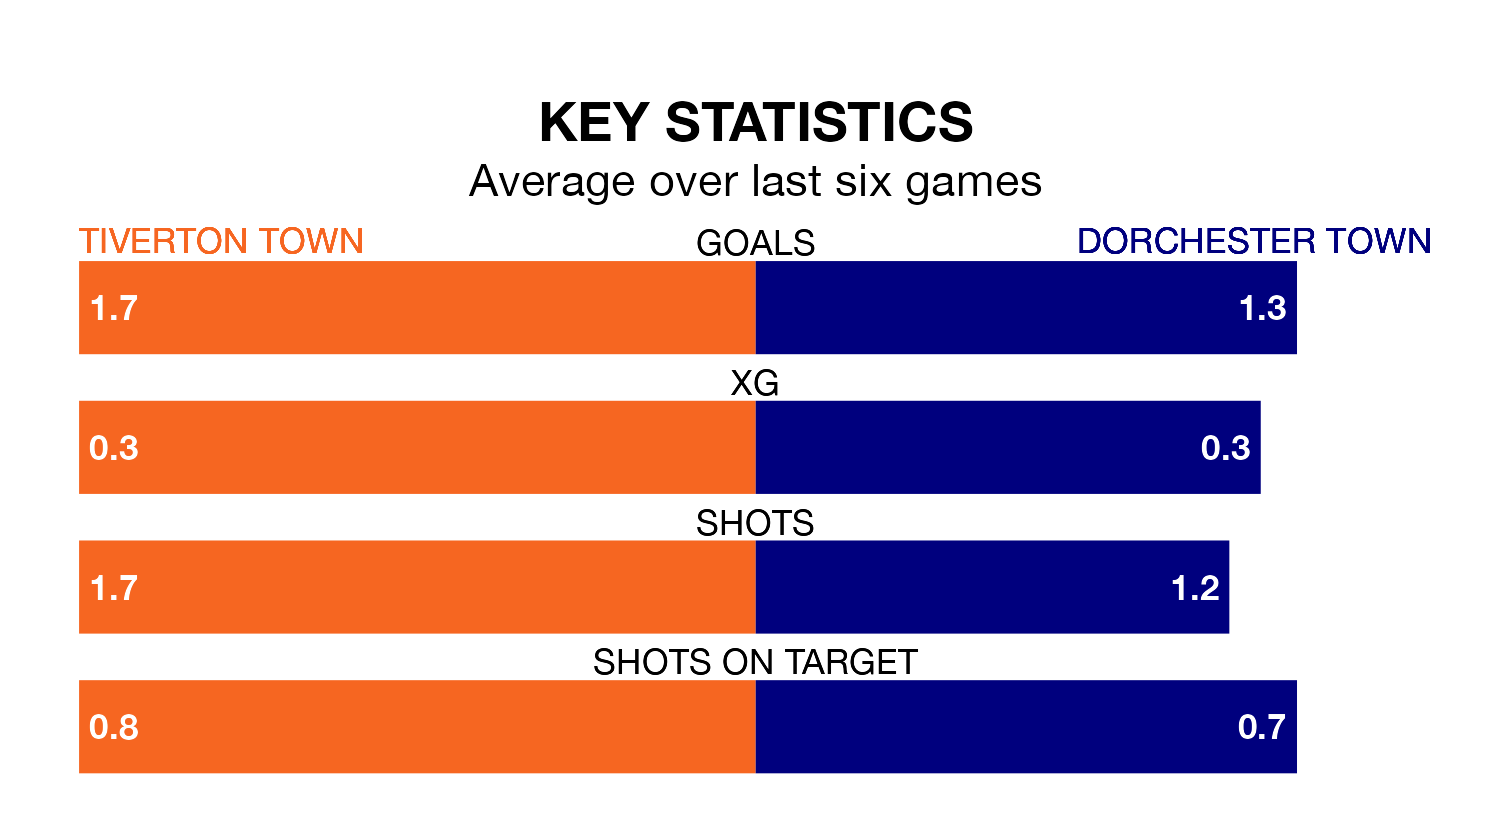 KEY STATISTICS
Average over last six games
TIVERTON TOWN GOALS DORCHESTER TOWN
1.7 1.3
XG
0.3 0.3
SHOTS
1.7 1.2
SHOTS ON TARGET
0.8 0.7